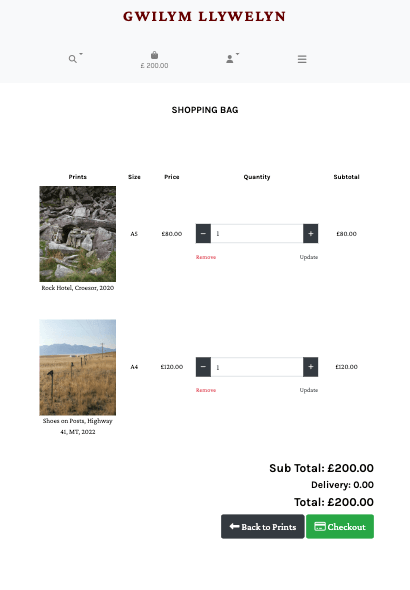 GWILYM LLYWELYN
£ 200.00
SHOPPING BAG
Prints Size Price Quantity Subtotal
A5 £80.00 − 1 + £80.00
Remove Update
Rock Hotel, Croesor, 2020
A4 £120.00 − 1 + £120.00
Remove Update
Shoes on Posts, Highway
41, MT, 2022
Sub Total: £200.00
Delivery: 0.00
Total: £200.00
Back to Prints Checkout